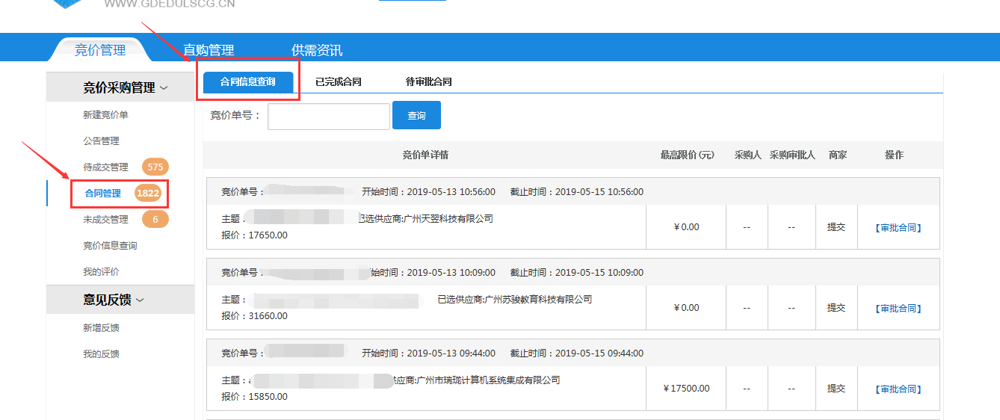 WWW.GDEDULSCG.CN
竞价管理 直购管理 供需资讯
竞价采购管理
新建竞价单
公告管理
待成交管理 575
合同管理 1822
未成交管理 6
竞价信息查询
我的评价
意见反馈
新增反馈
我的反馈
合同信息查询 已完成合同 待审批合同
竞价单号： 查询
竞价单详情 最高限价(元) 采购人 采购审批人 商家 操作
竞价单号： 开始时间：2019-05-13 10:56:00 截止时间：2019-05-15 10:56:00
主题： 已选供应商:广州天翌科技有限公司
报价：17650.00
￥0.00 -- -- 提交 【审批合同】
竞价单号 始时间：2019-05-13 10:09:00 截止时间：2019-05-15 10:09:00
主题： 已选供应商:广州苏骏教育科技有限公司
报价：31660.00
￥0.00 -- -- 提交 【审批合同】
竞价单号： 开始时间：2019-05-13 09:44:00 截止时间：2019-05-15 09:44:00
主题： 供应商:广州市瑞珑计算机系统集成有限公司
报价：15850.00
￥17500.00 -- -- 提交 【审批合同】